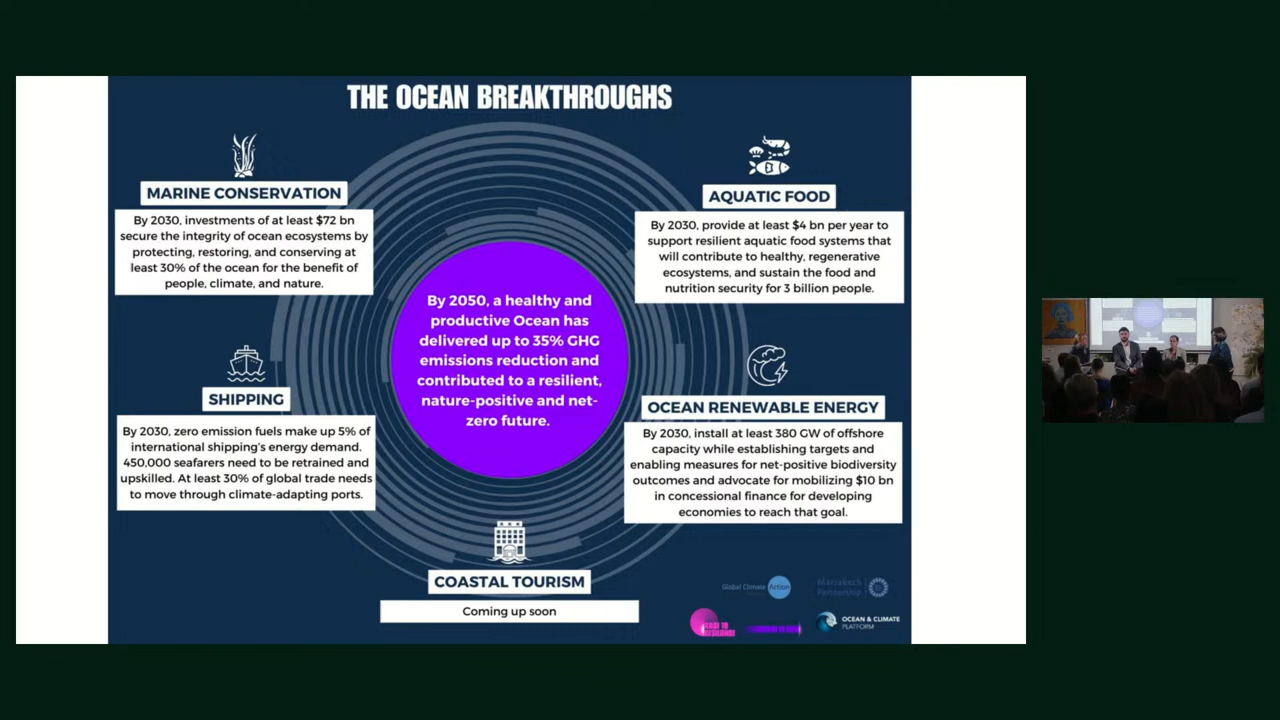 THE OCEAN BREAKTHROUGHS
MARINE CONSERVATION
By 2030, investments of at least $72 bn
secure the integrity of ocean ecosystems by
protecting, restoring, and conserving at
least 30% of the ocean for the benefit of
people, climate, and nature.
AQUATIC FOOD
By 2030, provide at least $4 bn per year to
support resilient aquatic food systems that
will contribute to healthy, regenerative
ecosystems, and sustain the food and
nutrition security for 3 billion people.
By 2050, a healthy and
productive Ocean has
delivered up to 35% GHG
emissions reduction and
contributed to a resilient,
nature-positive and net-
zero future.
SHIPPING
By 2030, zero emission fuels make up 5% of
international shipping's energy demand.
450,000 seafarers need to be retrained and
upskilled. At least 30% of global trade needs
to move through climate-adapting ports.
OCEAN RENEWABLE ENERGY
By 2030, install at least 380 GW of offshore
capacity while establishing targets and
enabling measures for net-positive biodiversity
outcomes and advocate for mobilizing $10 bn
in concessional finance for developing
economies to reach that goal.
COASTAL TOURISM
Coming up soon
Global Climate Action
Marrakech
Partnership
RACE TO
RESILIENCE
OCEAN & CLIMATE
PLATFORM